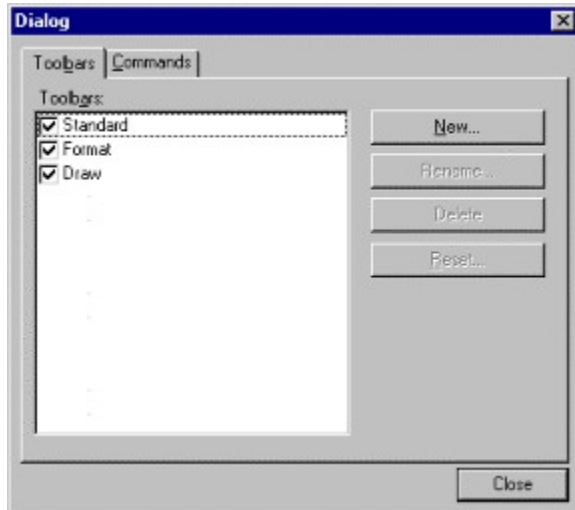 Dialog
Toolbars Commands
Toolbars:
Standard
Format
Draw
New...
Rename...
Delete
Reset...
Close